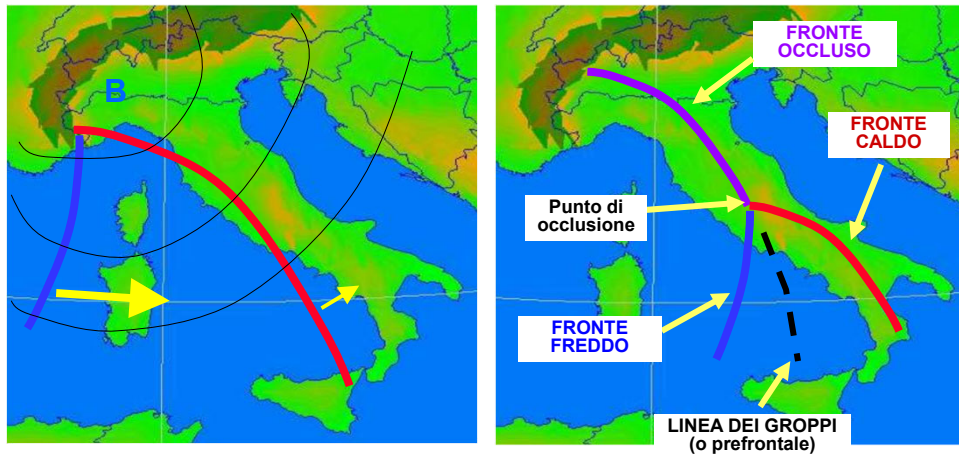 B
FRONTE
OCCLUSO
FRONTE
CALDO
Punto di
occlusione
FRONTE
FREDDO
LINEA DEI GROPPI
(o prefrontale)